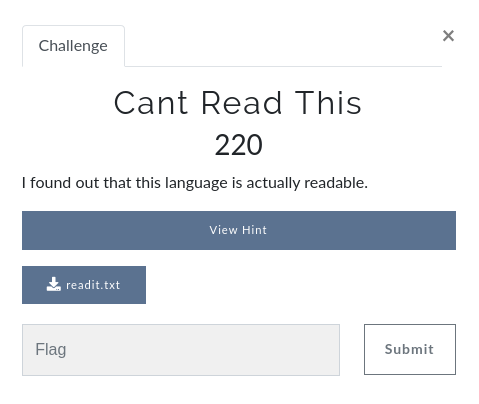 Challenge
×
Cant Read This
220
I found out that this language is actually readable.
View Hint
readit.txt
Flag
Submit